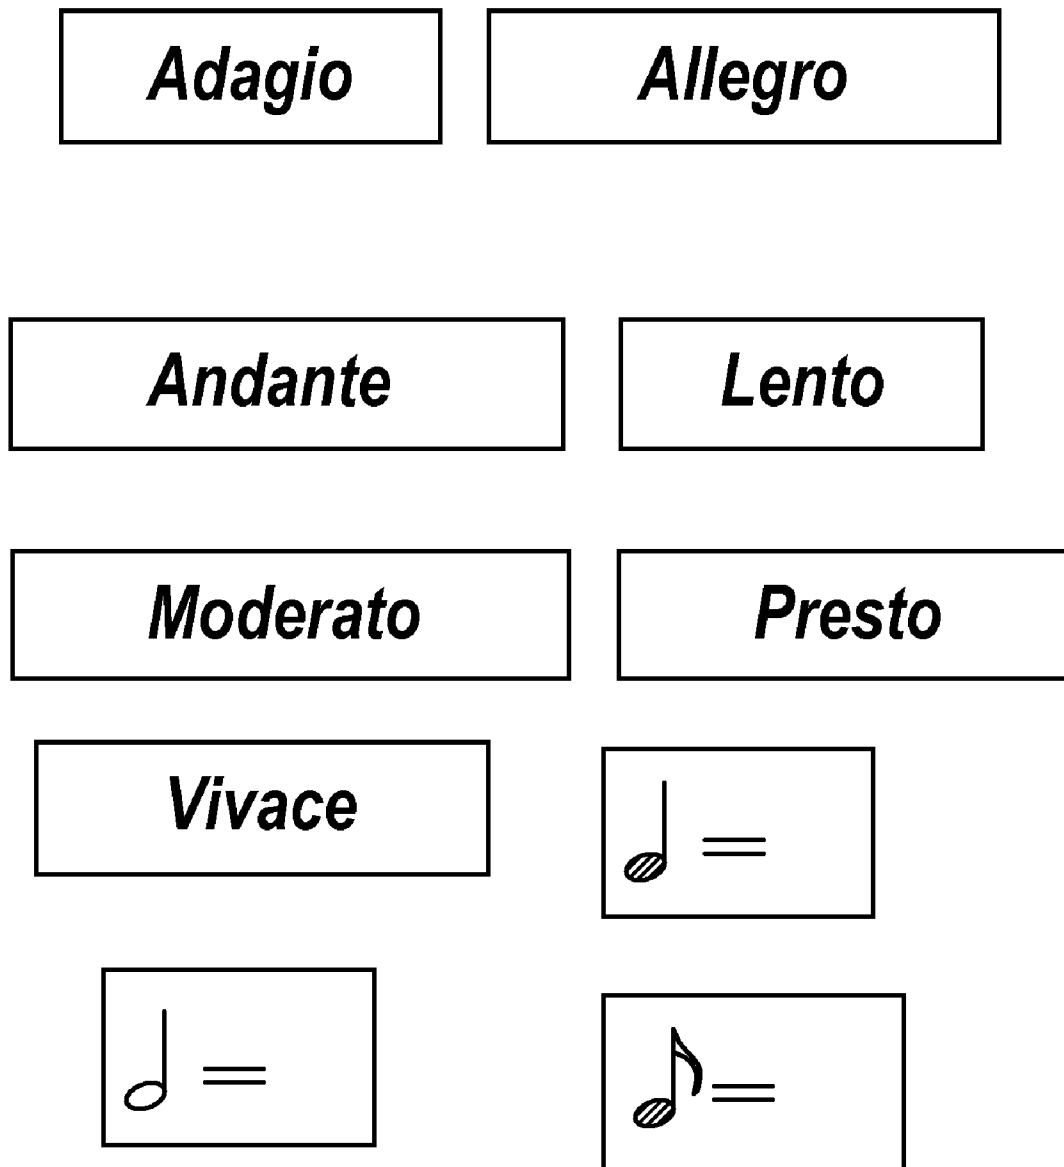 Adagio Allegro
Andante Lento
Moderato Presto
Vivace ♩ =
𝅗𝅥 = ♪ =